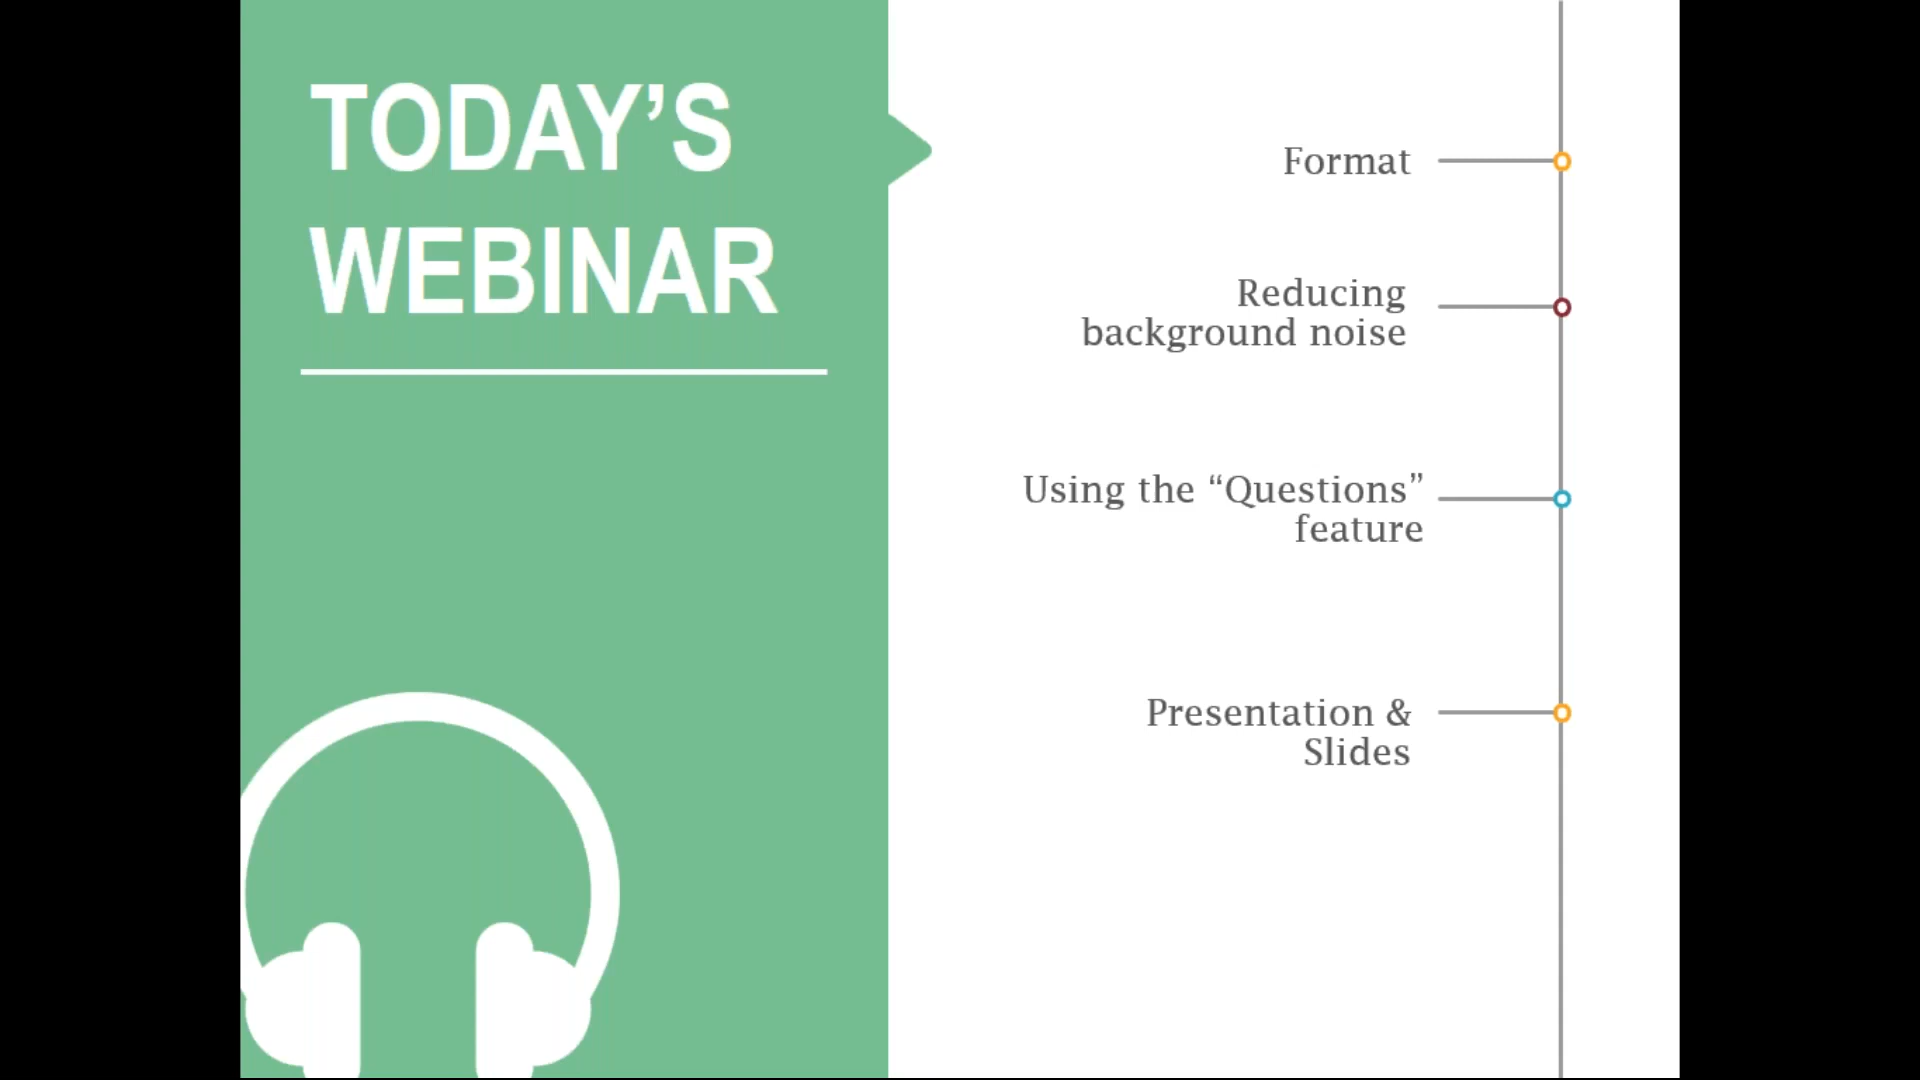 TODAY’S
WEBINAR
Format
Reducing
background noise
Using the “Questions”
feature
Presentation &
Slides